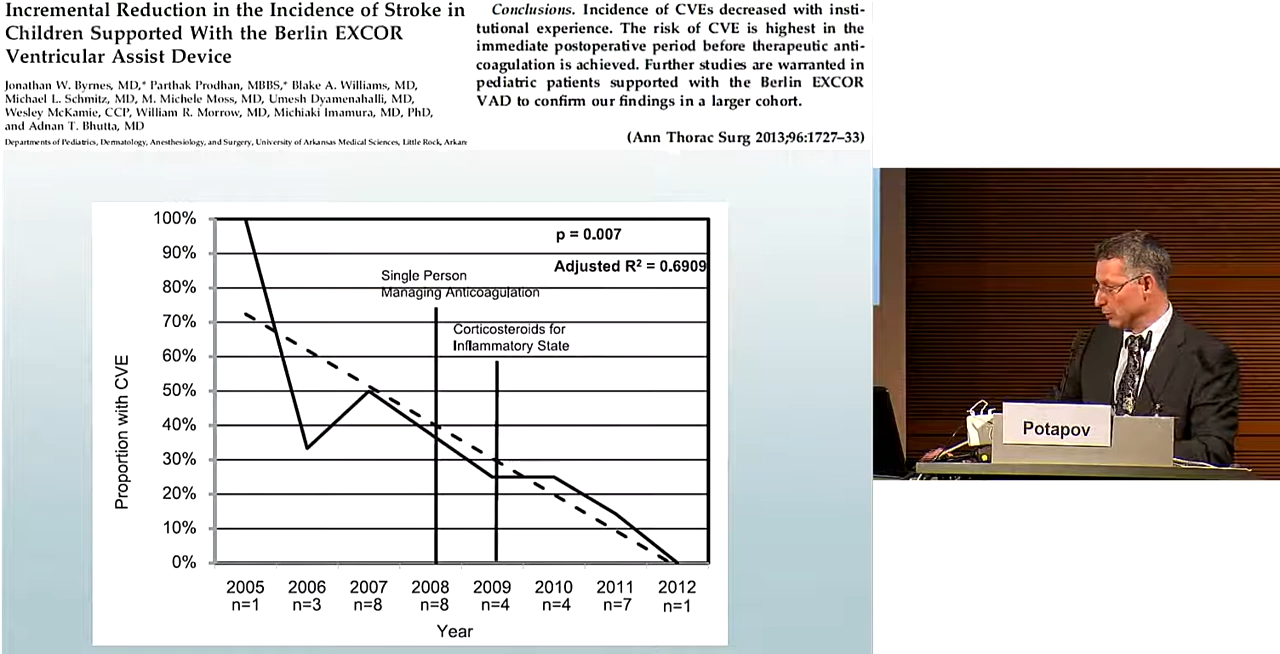 Incremental Reduction in the Incidence of Stroke in
Children Supported With the Berlin EXCOR
Ventricular Assist Device
Jonathan W. Byrnes, MD,* Parthak Prodhan, MBBS,* Blake A. Williams, MD,
Michael L. Schmitz, MD, M. Michele Moss, MD, Umesh Dyamenahalli, MD,
Wesley McKamie, CCP, William R. Morrow, MD, Michiaki Imamura, MD, PhD,
and Adnan T. Bhutta, MD
Departments of Pediatrics, Dermatology, Anesthesiology, and Surgery, University of Arkansas Medical Sciences, Little Rock, Arkan
Conclusions. Incidence of CVEs decreased with insti-
tutional experience. The risk of CVE is highest in the
immediate postoperative period before therapeutic anti-
coagulation is achieved. Further studies are warranted in
pediatric patients supported with the Berlin EXCOR
VAD to confirm our findings in a larger cohort.
(Ann Thorac Surg 2013;96:1727–33)
100%
90%
80%
70%
60%
50%
40%
30%
20%
10%
0%
Proportion with CVE
p = 0.007
Adjusted R² = 0.6909
Single Person
Managing Anticoagulation
Corticosteroids for
Inflammatory State
2005 2006 2007 2008 2009 2010 2011 2012
n=1 n=3 n=8 n=8 n=4 n=4 n=7 n=1
Year
Potapov